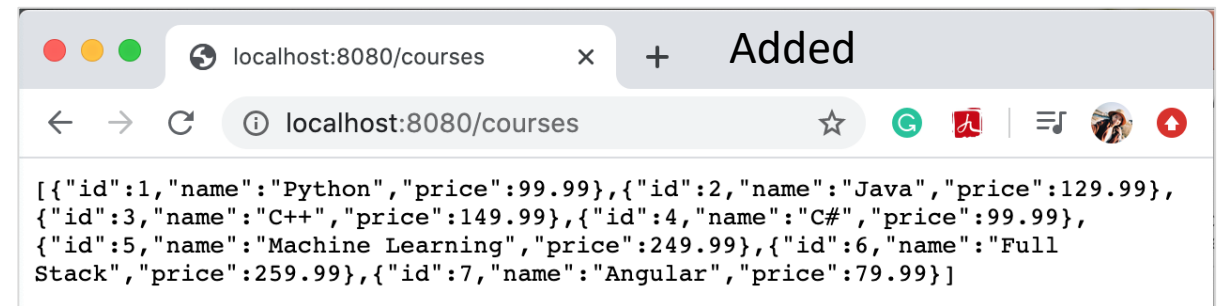 localhost:8080/courses
Added
localhost:8080/courses
[{"id":1,"name":"Python","price":99.99},{"id":2,"name":"Java","price":129.99},
{"id":3,"name":"C++","price":149.99},{"id":4,"name":"C#","price":99.99},
{"id":5,"name":"Machine Learning","price":249.99},{"id":6,"name":"Full
Stack","price":259.99},{"id":7,"name":"Angular","price":79.99}]